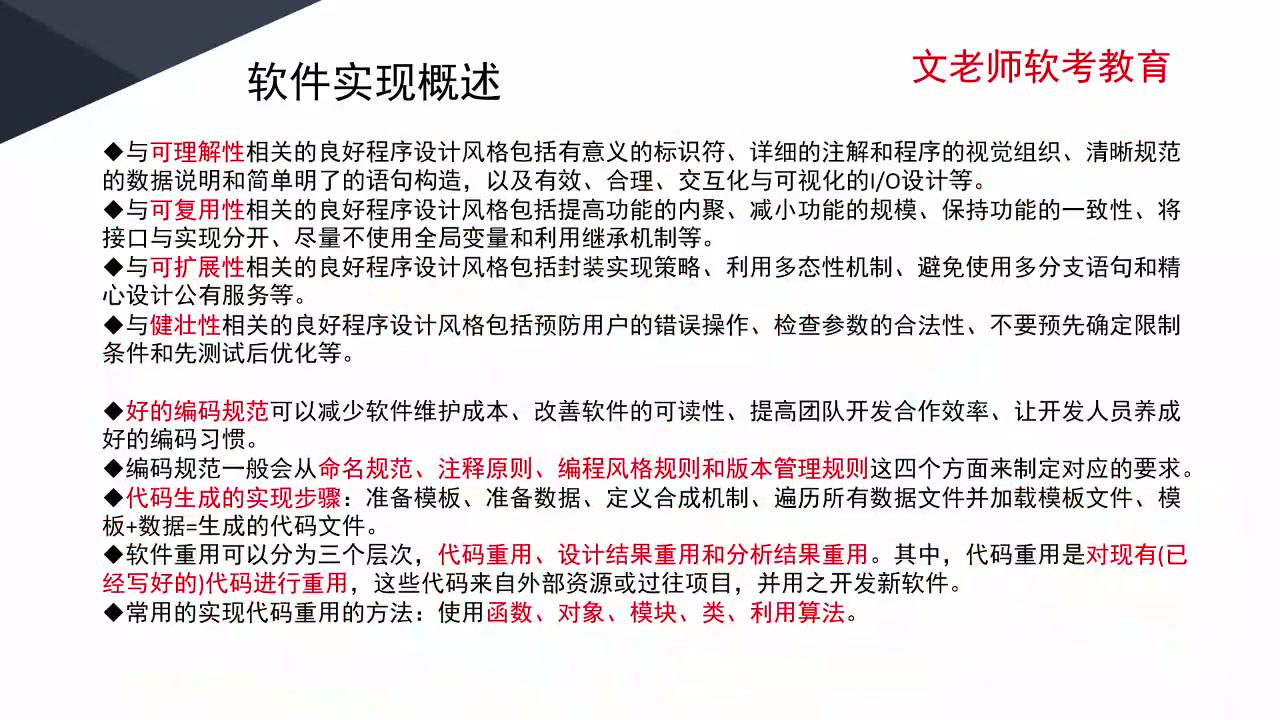 软件实现概述
文老师软考教育
◆与可理解性相关的良好程序设计风格包括有意义的标识符、详细的注解和程序的视觉组织、清晰规范
的数据说明和简单明了的语句构造，以及有效、合理、交互化与可视化的I/O设计等。
◆与可复用性相关的良好程序设计风格包括提高功能的内聚、减小功能的规模、保持功能的一致性、将
接口与实现分开、尽量不使用全局变量和利用继承机制等。
◆与可扩展性相关的良好程序设计风格包括封装实现策略、利用多态性机制、避免使用多分支语句和精
心设计公有服务等。
◆与健壮性相关的良好程序设计风格包括预防用户的错误操作、检查参数的合法性、不要预先确定限制
条件和先测试后优化等。
◆好的编码规范可以减少软件维护成本、改善软件的可读性、提高团队开发合作效率、让开发人员养成
好的编码习惯。
◆编码规范一般会从命名规范、注释原则、编程风格规则和版本管理规则这四个方面来制定对应的要求。
◆代码生成的实现步骤：准备模板、准备数据、定义合成机制、遍历所有数据文件并加载模板文件、模
板+数据=生成的代码文件。
◆软件重用可以分为三个层次，代码重用、设计结果重用和分析结果重用。其中，代码重用是对现有(已
经写好的)代码进行重用，这些代码来自外部资源或过往项目，并用之开发新软件。
◆常用的实现代码重用的方法：使用函数、对象、模块、类、利用算法。